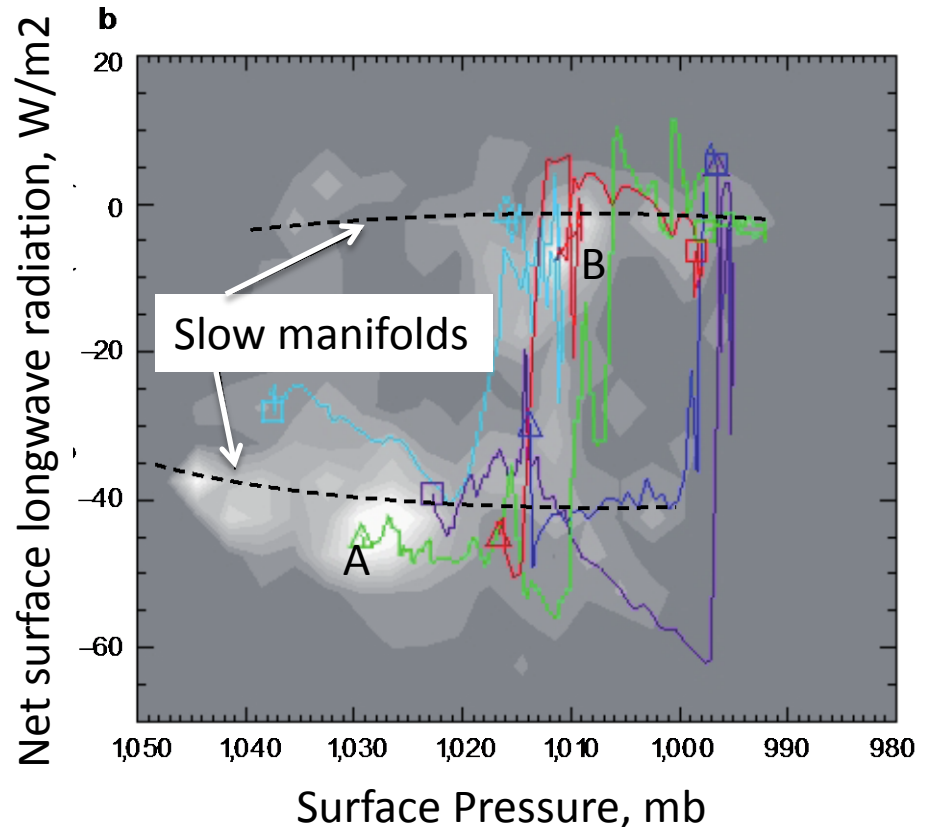 b
Net surface longwave radiation, W/m2
20
0
−20
−40
−60
Slow manifolds
A
B
1,050 1,040 1,030 1,020 1,010 1,000 990 980
Surface Pressure, mb